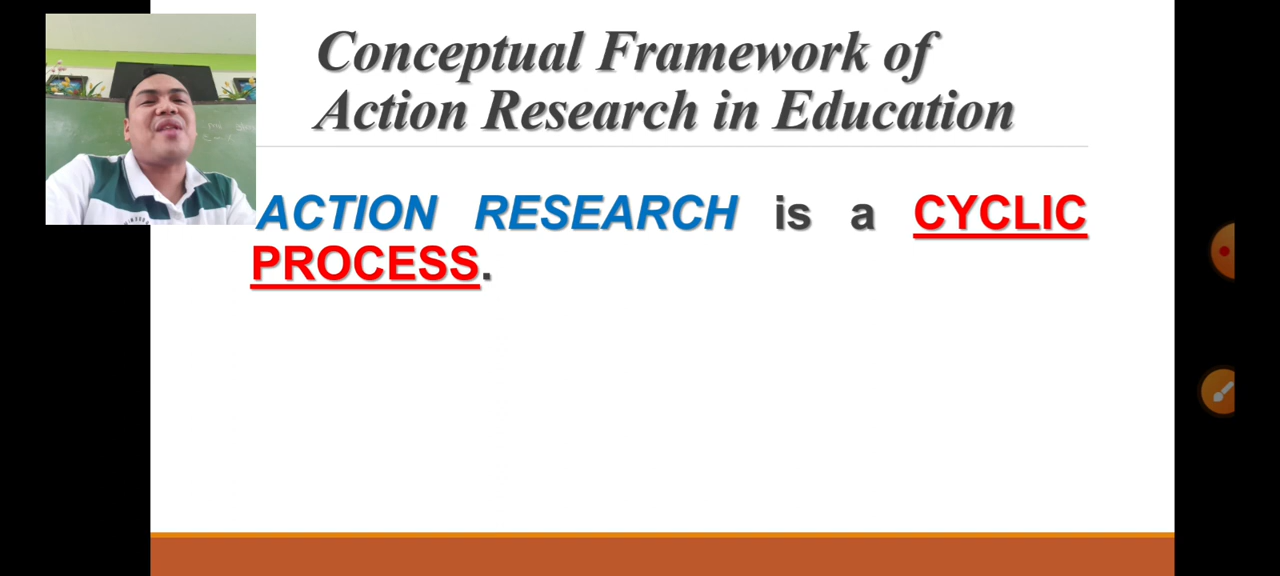 Conceptual Framework of
Action Research in Education
ACTION RESEARCH is a CYCLIC
PROCESS.